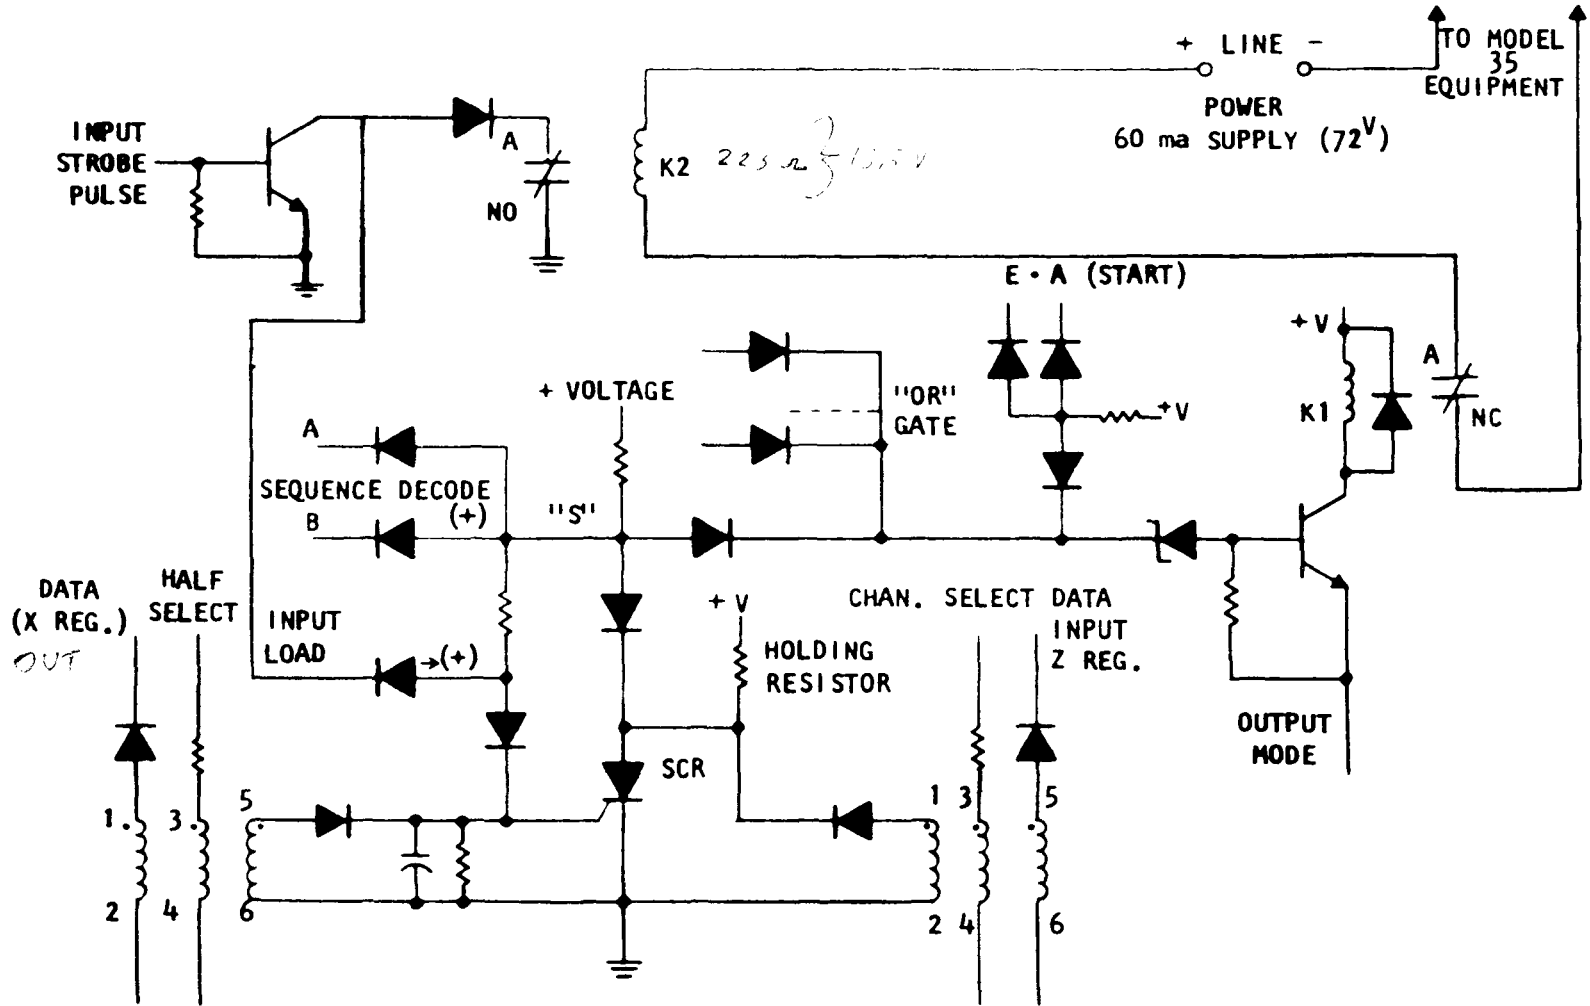 + LINE -
TO MODEL
35
EQUIPMENT
POWER
60 ma SUPPLY (72V)
INPUT
STROBE
PULSE
A
NO
K2
E · A (START)
+ V
A
K1
NC
+ VOLTAGE
"OR"
GATE
+V
A
SEQUENCE DECODE
(+)
B
"S"
DATA
(X REG.)
OUT
HALF
SELECT
INPUT
LOAD
→(+)
+ V
HOLDING
RESISTOR
CHAN. SELECT DATA
INPUT
Z REG.
OUTPUT
MODE
SCR
1
3
5
1
3
5
2
4
6
2
4
6